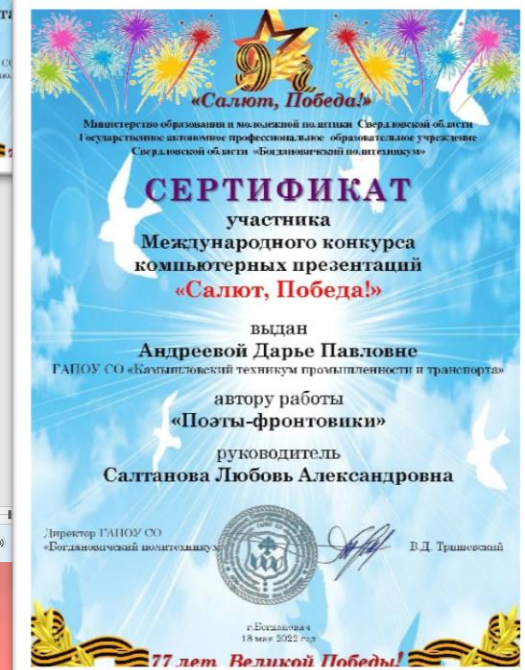 «Салют, Победа!»
Министерство образования и молодежной политики Свердловской области
Государственное автономное профессиональное образовательное учреждение
Свердловской области «Богдановичский политехникум»
СЕРТИФИКАТ
участника
Международного конкурса
компьютерных презентаций
«Салют, Победа!»
выдан
Андреевой Дарье Павловне
ГАПОУ СО «Камышловский техникум промышленности и транспорта»
автору работы
«Поэты-фронтовики»
руководитель
Салтанова Любовь Александровна
Директор ГАПОУ СО
«Богдановичский политехникум»
В.Д. Тришевский
г.Богданович
18 мая 2022 год
77 лет Великой Победы!